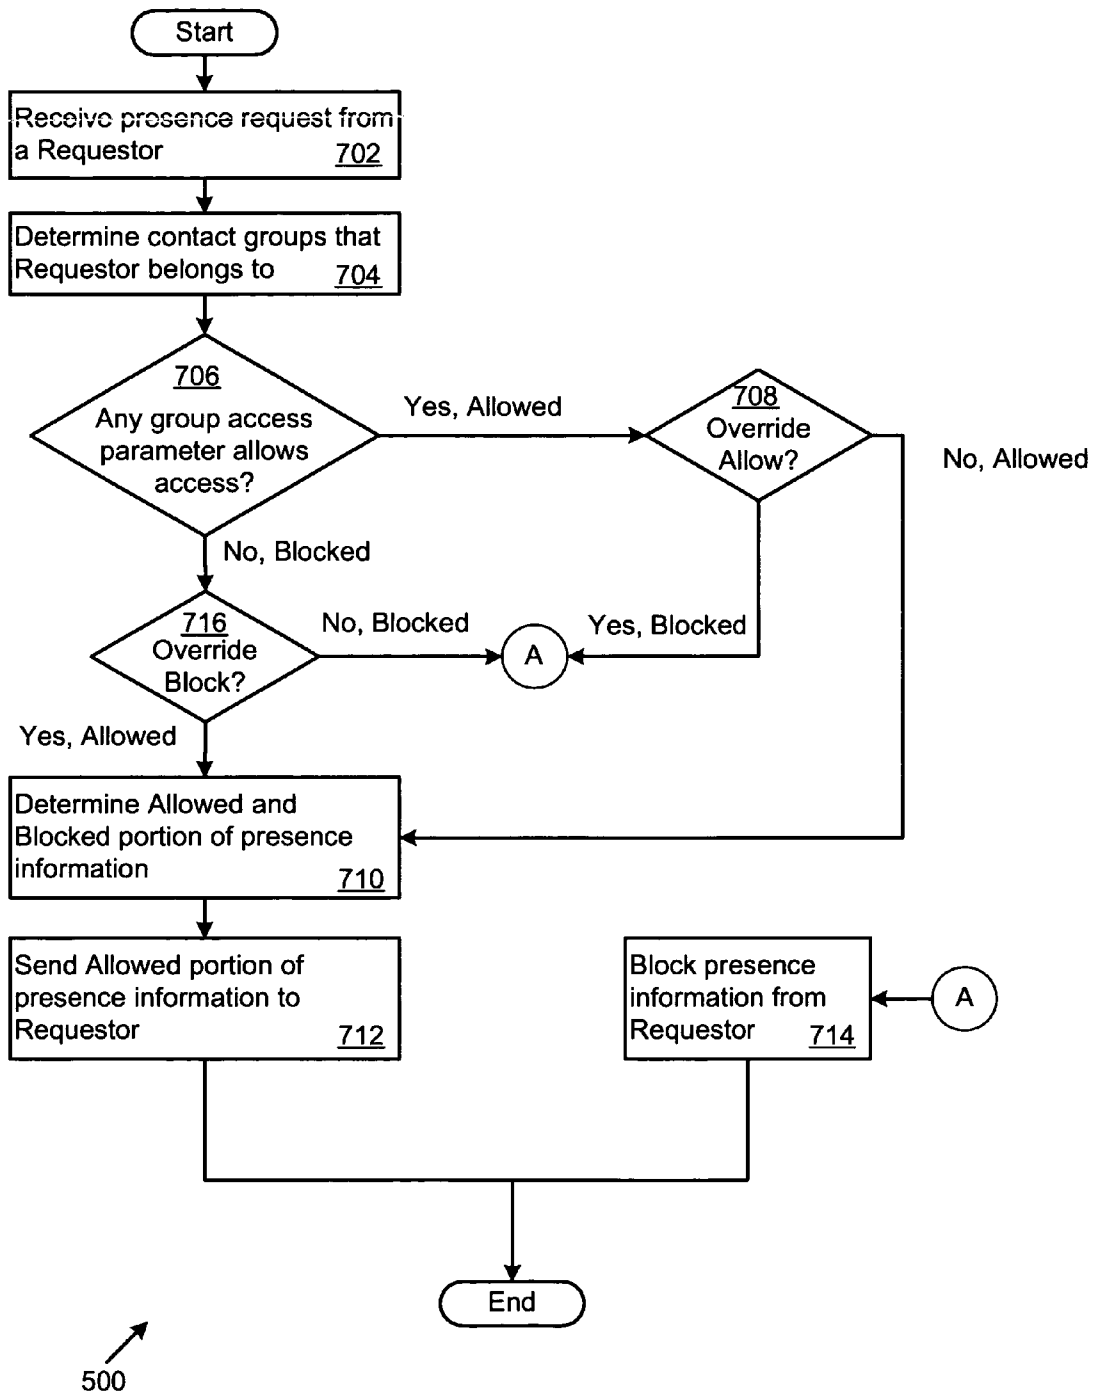 Start
Receive presence request from
a Requestor
702
Determine contact groups that
Requestor belongs to
704
706
Any group access
parameter allows
access?
Yes, Allowed
708
Override
Allow?
No, Allowed
No, Blocked
716
Override
Block?
No, Blocked
A
Yes, Blocked
Yes, Allowed
Determine Allowed and
Blocked portion of presence
information
710
Send Allowed portion of
presence information to
Requestor
712
Block presence
information from
Requestor
714
A
End
500